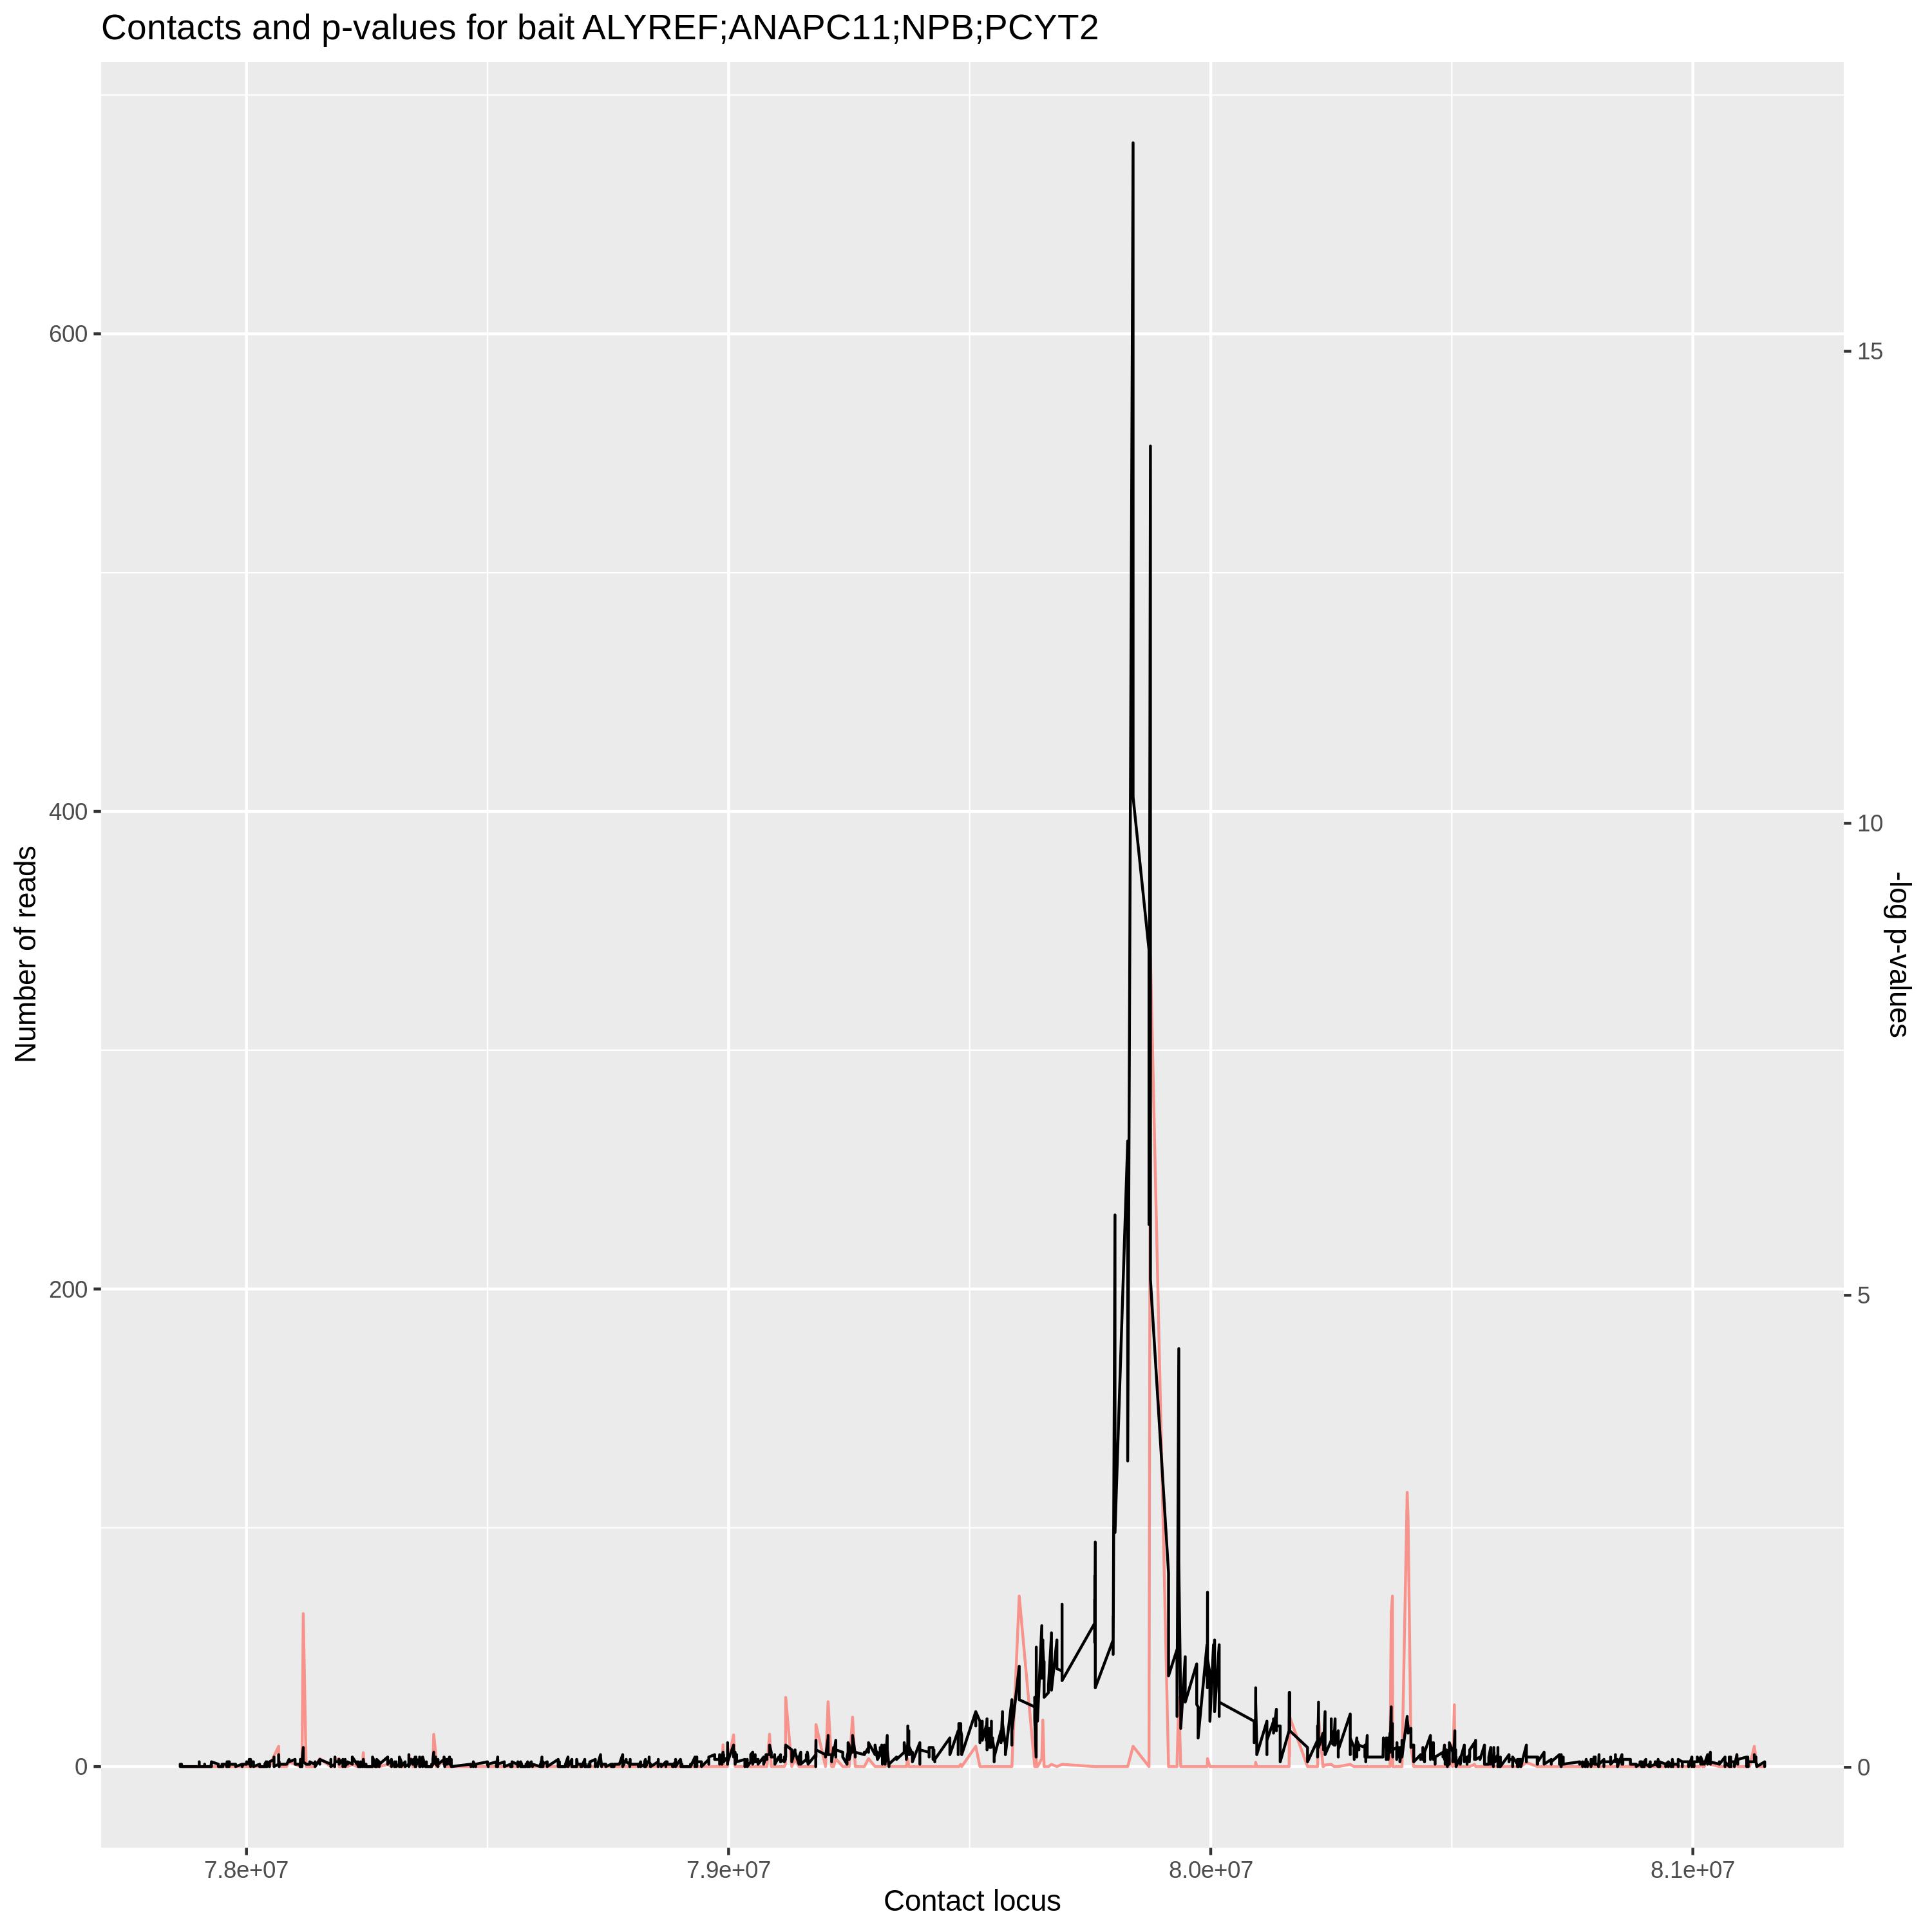 Contacts and p-values for bait ALYREF;ANAPC11;NPB;PCYT2
600
400
200
0
Number of reads
15
10
5
0
-log p-values
7.8e+07
7.9e+07
8.0e+07
8.1e+07
Contact locus